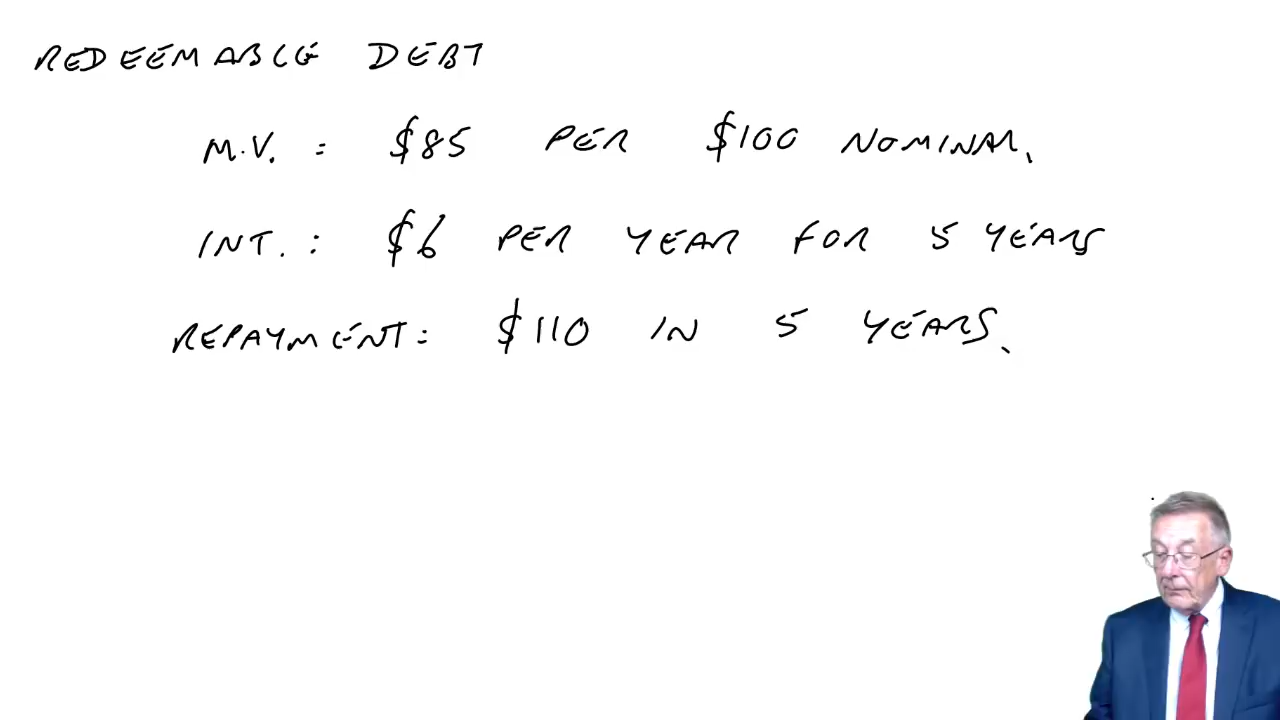 REDEEMABLE DEBT
M.V. : $85 PER $100 NOMINAL.
INT. : $6 PER YEAR FOR 5 YEARS
REPAYMENT: $110 IN 5 YEARS.